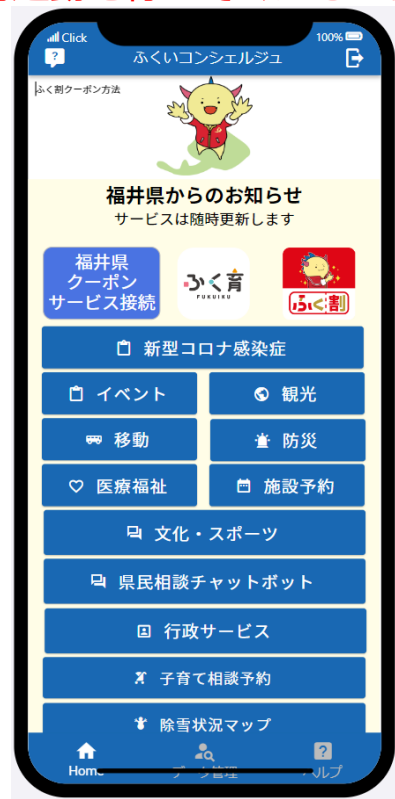 Click
100%
?
ふくいコンシェルジュ
ふく割クーポン方法
福井県からのお知らせ
サービスは随時更新します
福井県
クーポン
サービス接続
ふく育
FUKUIKU
ふく割
新型コロナ感染症
イベント
観光
移動
防災
医療福祉
施設予約
文化・スポーツ
県民相談チャットボット
行政サービス
子育て相談予約
除雪状況マップ
?
Home
データ管理
ヘルプ